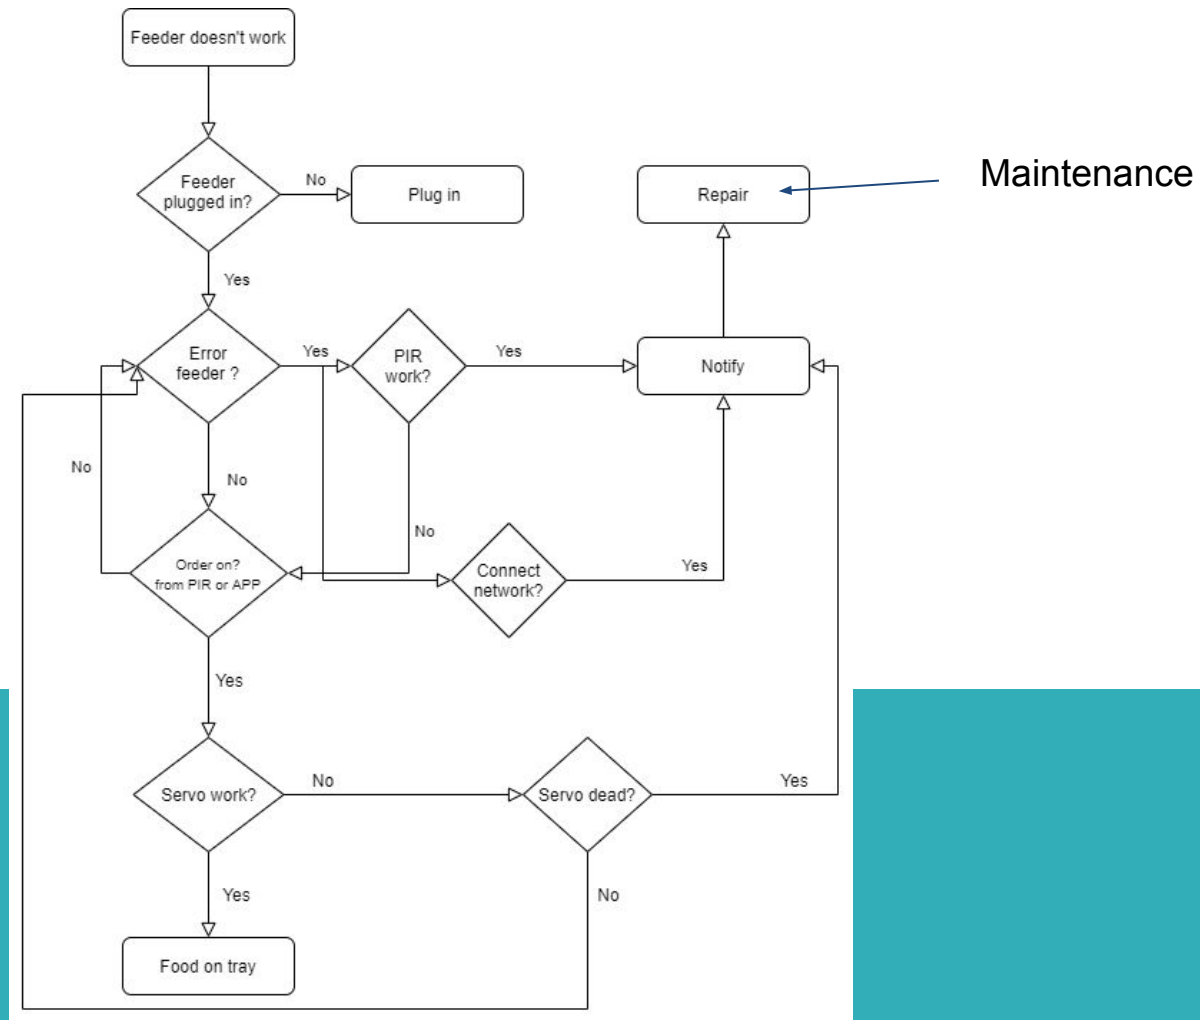 Feeder doesn't work
Feeder
plugged in?
No
Plug in
Repair
Maintenance
Yes
Error
feeder ?
Yes
PIR
work?
Yes
Notify
No
No
No
Order on?
from PIR or APP
Connect
network?
Yes
Yes
Servo work?
No
Servo dead?
Yes
Yes
No
Food on tray